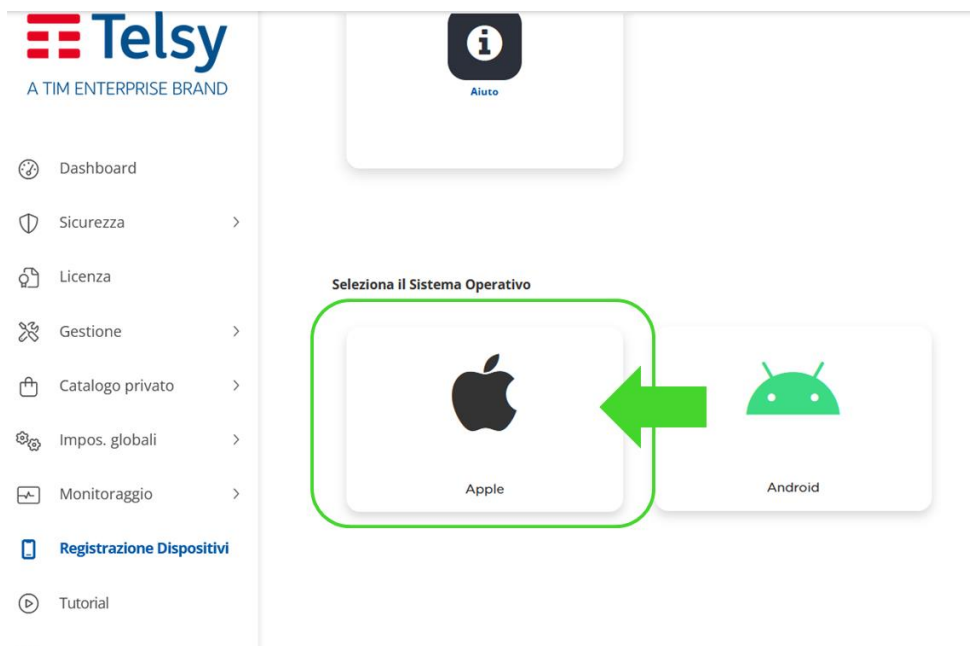 Telsy
A TIM ENTERPRISE BRAND
Dashboard
Sicurezza
Licenza
Gestione
Catalogo privato
Impos. globali
Monitoraggio
Registrazione Dispositivi
Tutorial
Aiuto
Seleziona il Sistema Operativo
Apple
Android